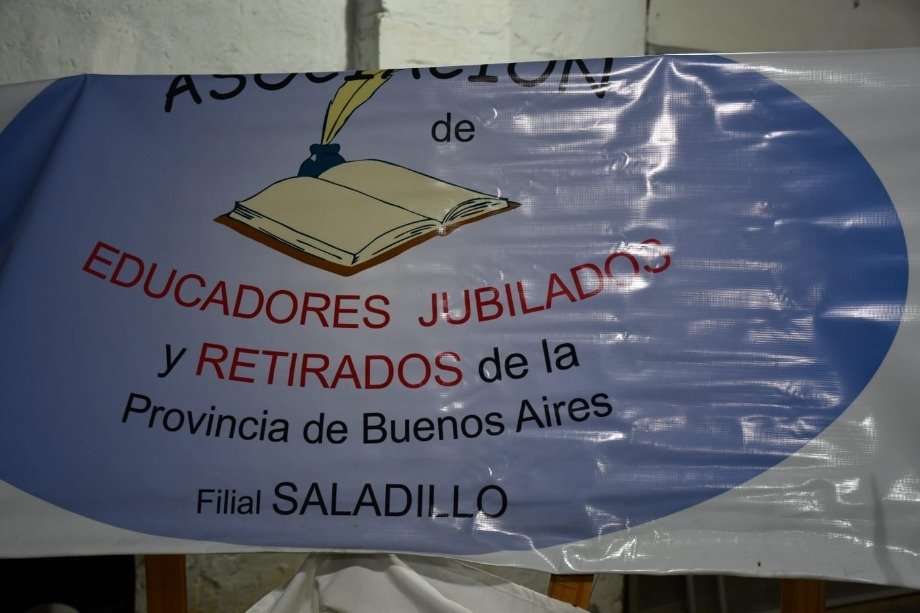 ASOCIACION
de
EDUCADORES JUBILADOS
y RETIRADOS de la
Provincia de Buenos Aires
Filial SALADILLO